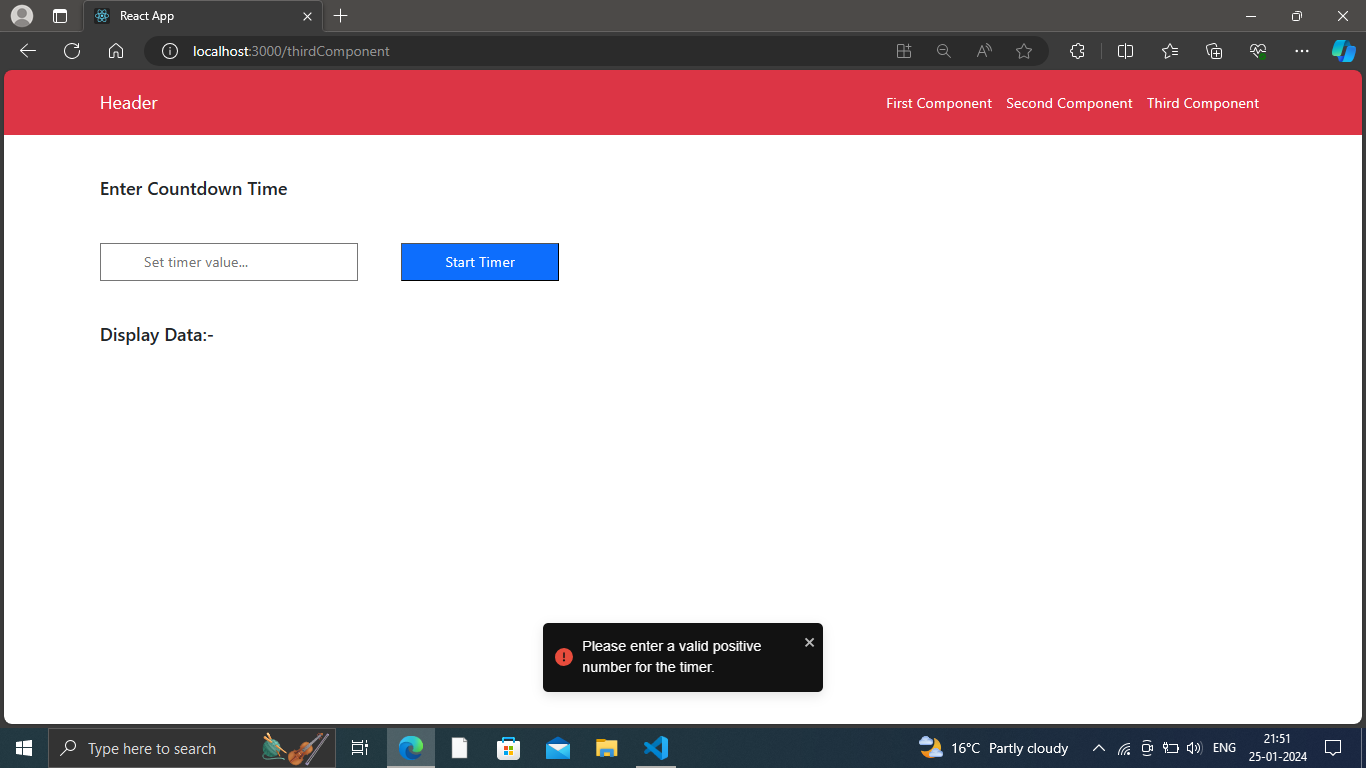 React App
localhost:3000/thirdComponent
Header
First Component
Second Component
Third Component
Enter Countdown Time
Set timer value...
Start Timer
Display Data:-
Please enter a valid positive
number for the timer.
Type here to search
16°C Partly cloudy
ENG
21:51
25-01-2024